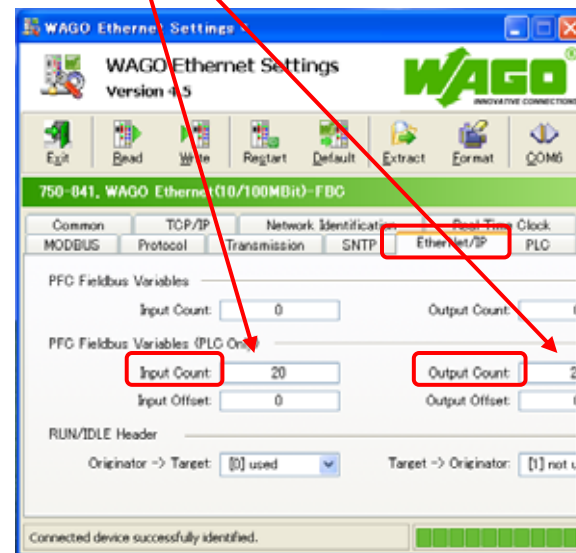 WAGO Ethernet Settings
WAGO Ethernet Settings
Version 4.5
WAGO
INNOVATIVE CONNECTIONS
Exit Read Write Restart Default Extract Format COM6
750-841, WAGO Ethernet(10/100MBit)-FBC
Common TCP/IP Network Identification Real Time Clock
MODBUS Protocol Transmission SNTP EtherNet/IP PLC
PFC Fieldbus Variables
Input Count: 0 Output Count:
PFC Fieldbus Variables (PLC Only)
Input Count: 20 Output Count: 2
Input Offset: 0 Output Offset:
RUN/IDLE Header
Originator -> Target: [0] used Target -> Originator: [1] not u
Connected device successfully identified.